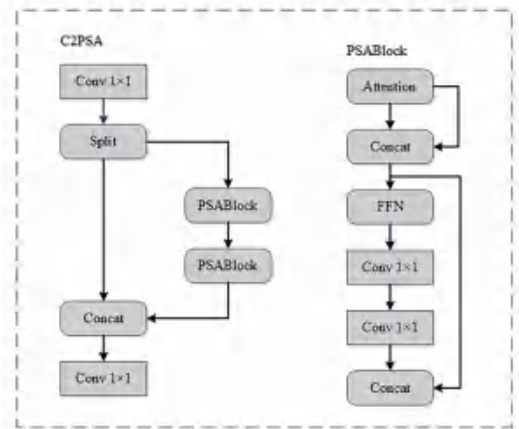 C2PSA
Conv 1×1
Split
PSABlock
PSABlock
Concat
Conv 1×1
PSABlock
Attention
Concat
FFN
Conv 1×1
Conv 1×1
Concat